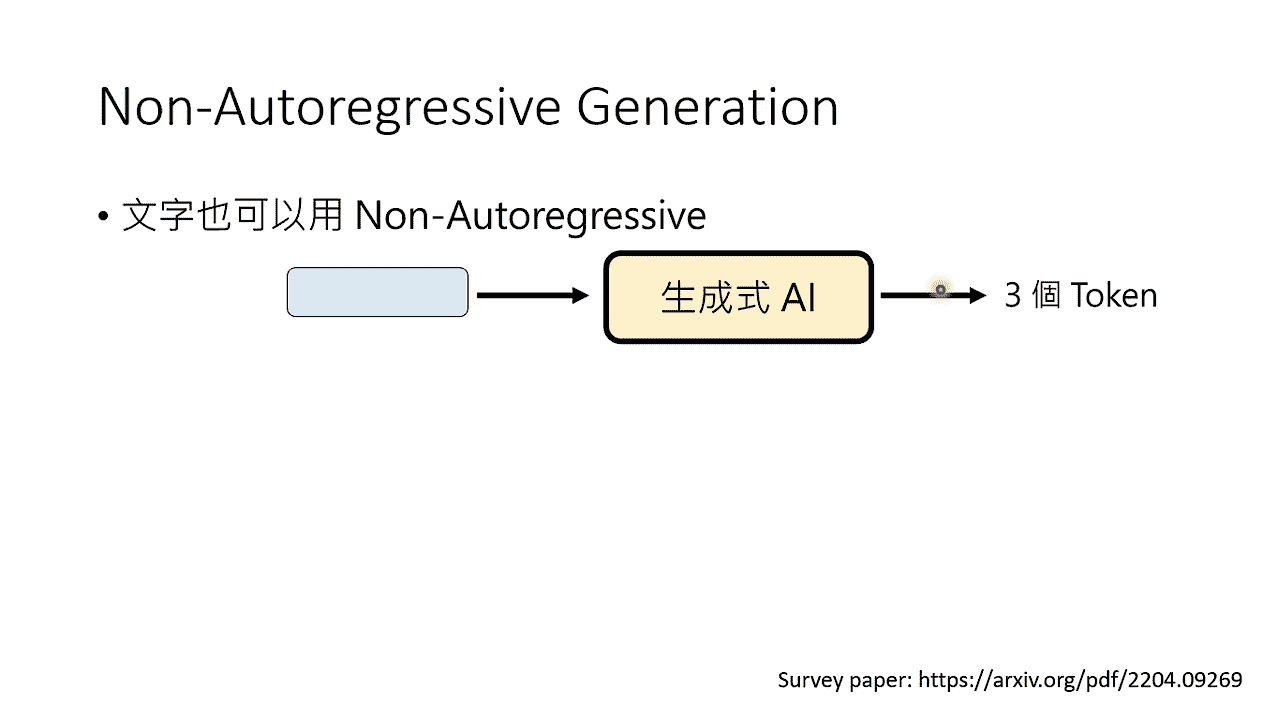 Non-Autoregressive Generation
• 文字也可以用 Non-Autoregressive
生成式 AI
3 個 Token
Survey paper: https://arxiv.org/pdf/2204.09269